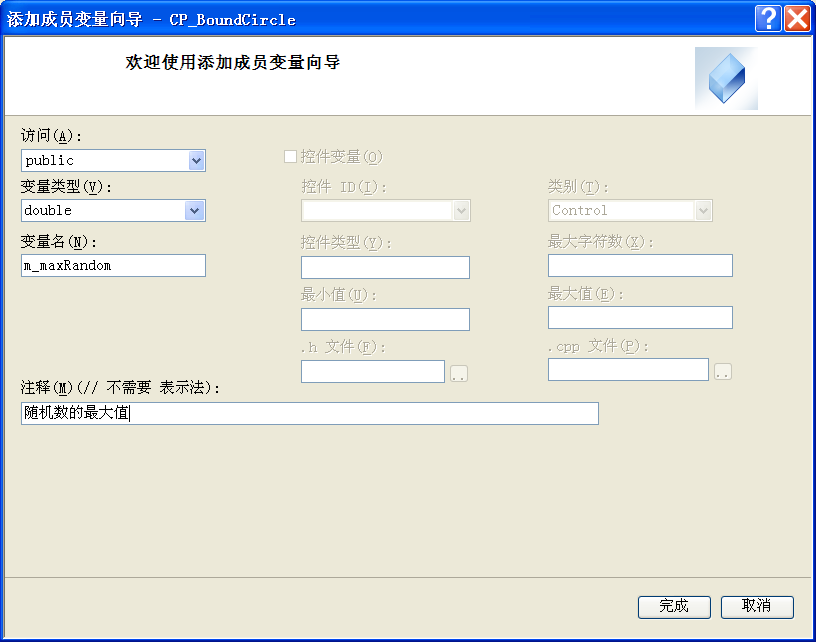 添加成员变量向导 - CP_BoundCircle
欢迎使用添加成员变量向导
访问(A):
public
控件变量(O)
变量类型(V):
控件 ID(I):
类别(T):
double
Control
变量名(N):
控件类型(Y):
最大字符数(X):
m_maxRandom
最小值(U):
最大值(E):
.h 文件(F):
.cpp 文件(P):
..
..
注释(M)(// 不需要 表示法):
随机数的最大值
完成
取消